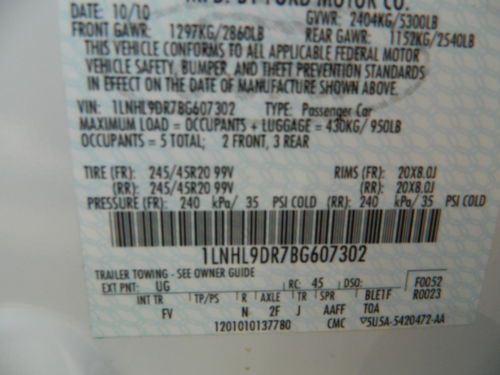 MFD. BY FORD MOTOR CO.
DATE: 10/10 GVWR: 2404KG/5300LB
FRONT GAWR: 1297KG/2860LB REAR GAWR: 1152KG/2540LB
THIS VEHICLE CONFORMS TO ALL APPLICABLE FEDERAL MOTOR
VEHICLE SAFETY, BUMPER, AND THEFT PREVENTION STANDARDS
IN EFFECT ON THE DATE OF MANUFACTURE SHOWN ABOVE.
VIN: 1LNHL9DR7BG607302 TYPE: Passenger Car
MAXIMUM LOAD = OCCUPANTS + LUGGAGE = 430KG/ 950LB
OCCUPANTS = 5 TOTAL; 2 FRONT, 3 REAR
TIRE (FR): 245/45R20 99V RIMS (FR): 20X8.0J
(RR): 245/45R20 99V (RR): 20X8.0J
PRESSURE (FR): 240 kPa/ 35 PSI COLD (RR): 240 kPa/ 35 PSI COLD
1LNHL9DR7BG607302
TRAILER TOWING - SEE OWNER GUIDE
EXT PNT: UG RC: 45 DSO: F0052
INT TR TP/PS R AXLE TR SPR BLETF R0023
FV N 2F J AAFF TOA
1201010137780 CMC 5U5A-5420472-AA